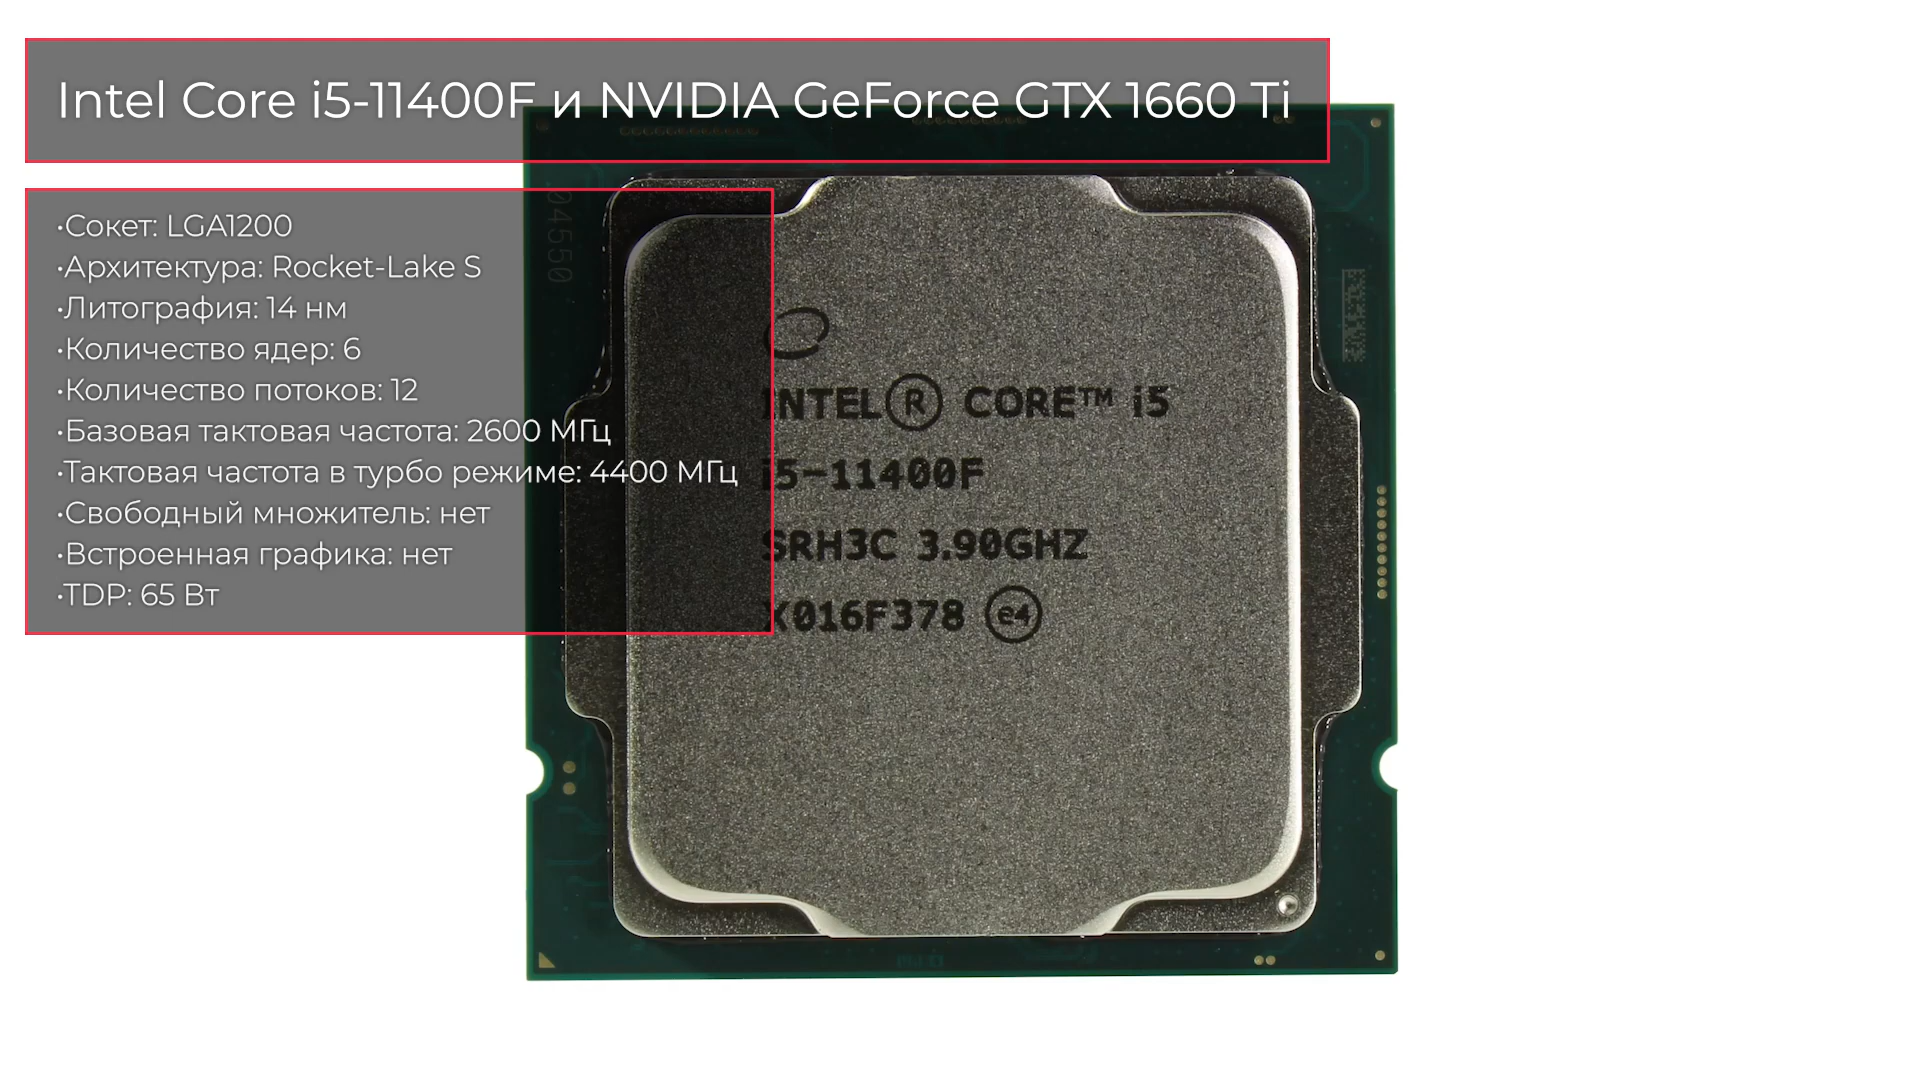 Intel Core i5-11400F и NVIDIA GeForce GTX 1660 Ti
·Сокет: LGA1200
·Архитектура: Rocket-Lake S
·Литография: 14 нм
·Количество ядер: 6
·Количество потоков: 12
·Базовая тактовая частота: 2600 МГц
·Тактовая частота в турбо режиме: 4400 МГц
·Свободный множитель: нет
·Встроенная графика: нет
·TDP: 65 Вт
INTEL® CORE™ i5
i5-11400F
SRH3C 3.90GHZ
X016F378 e4